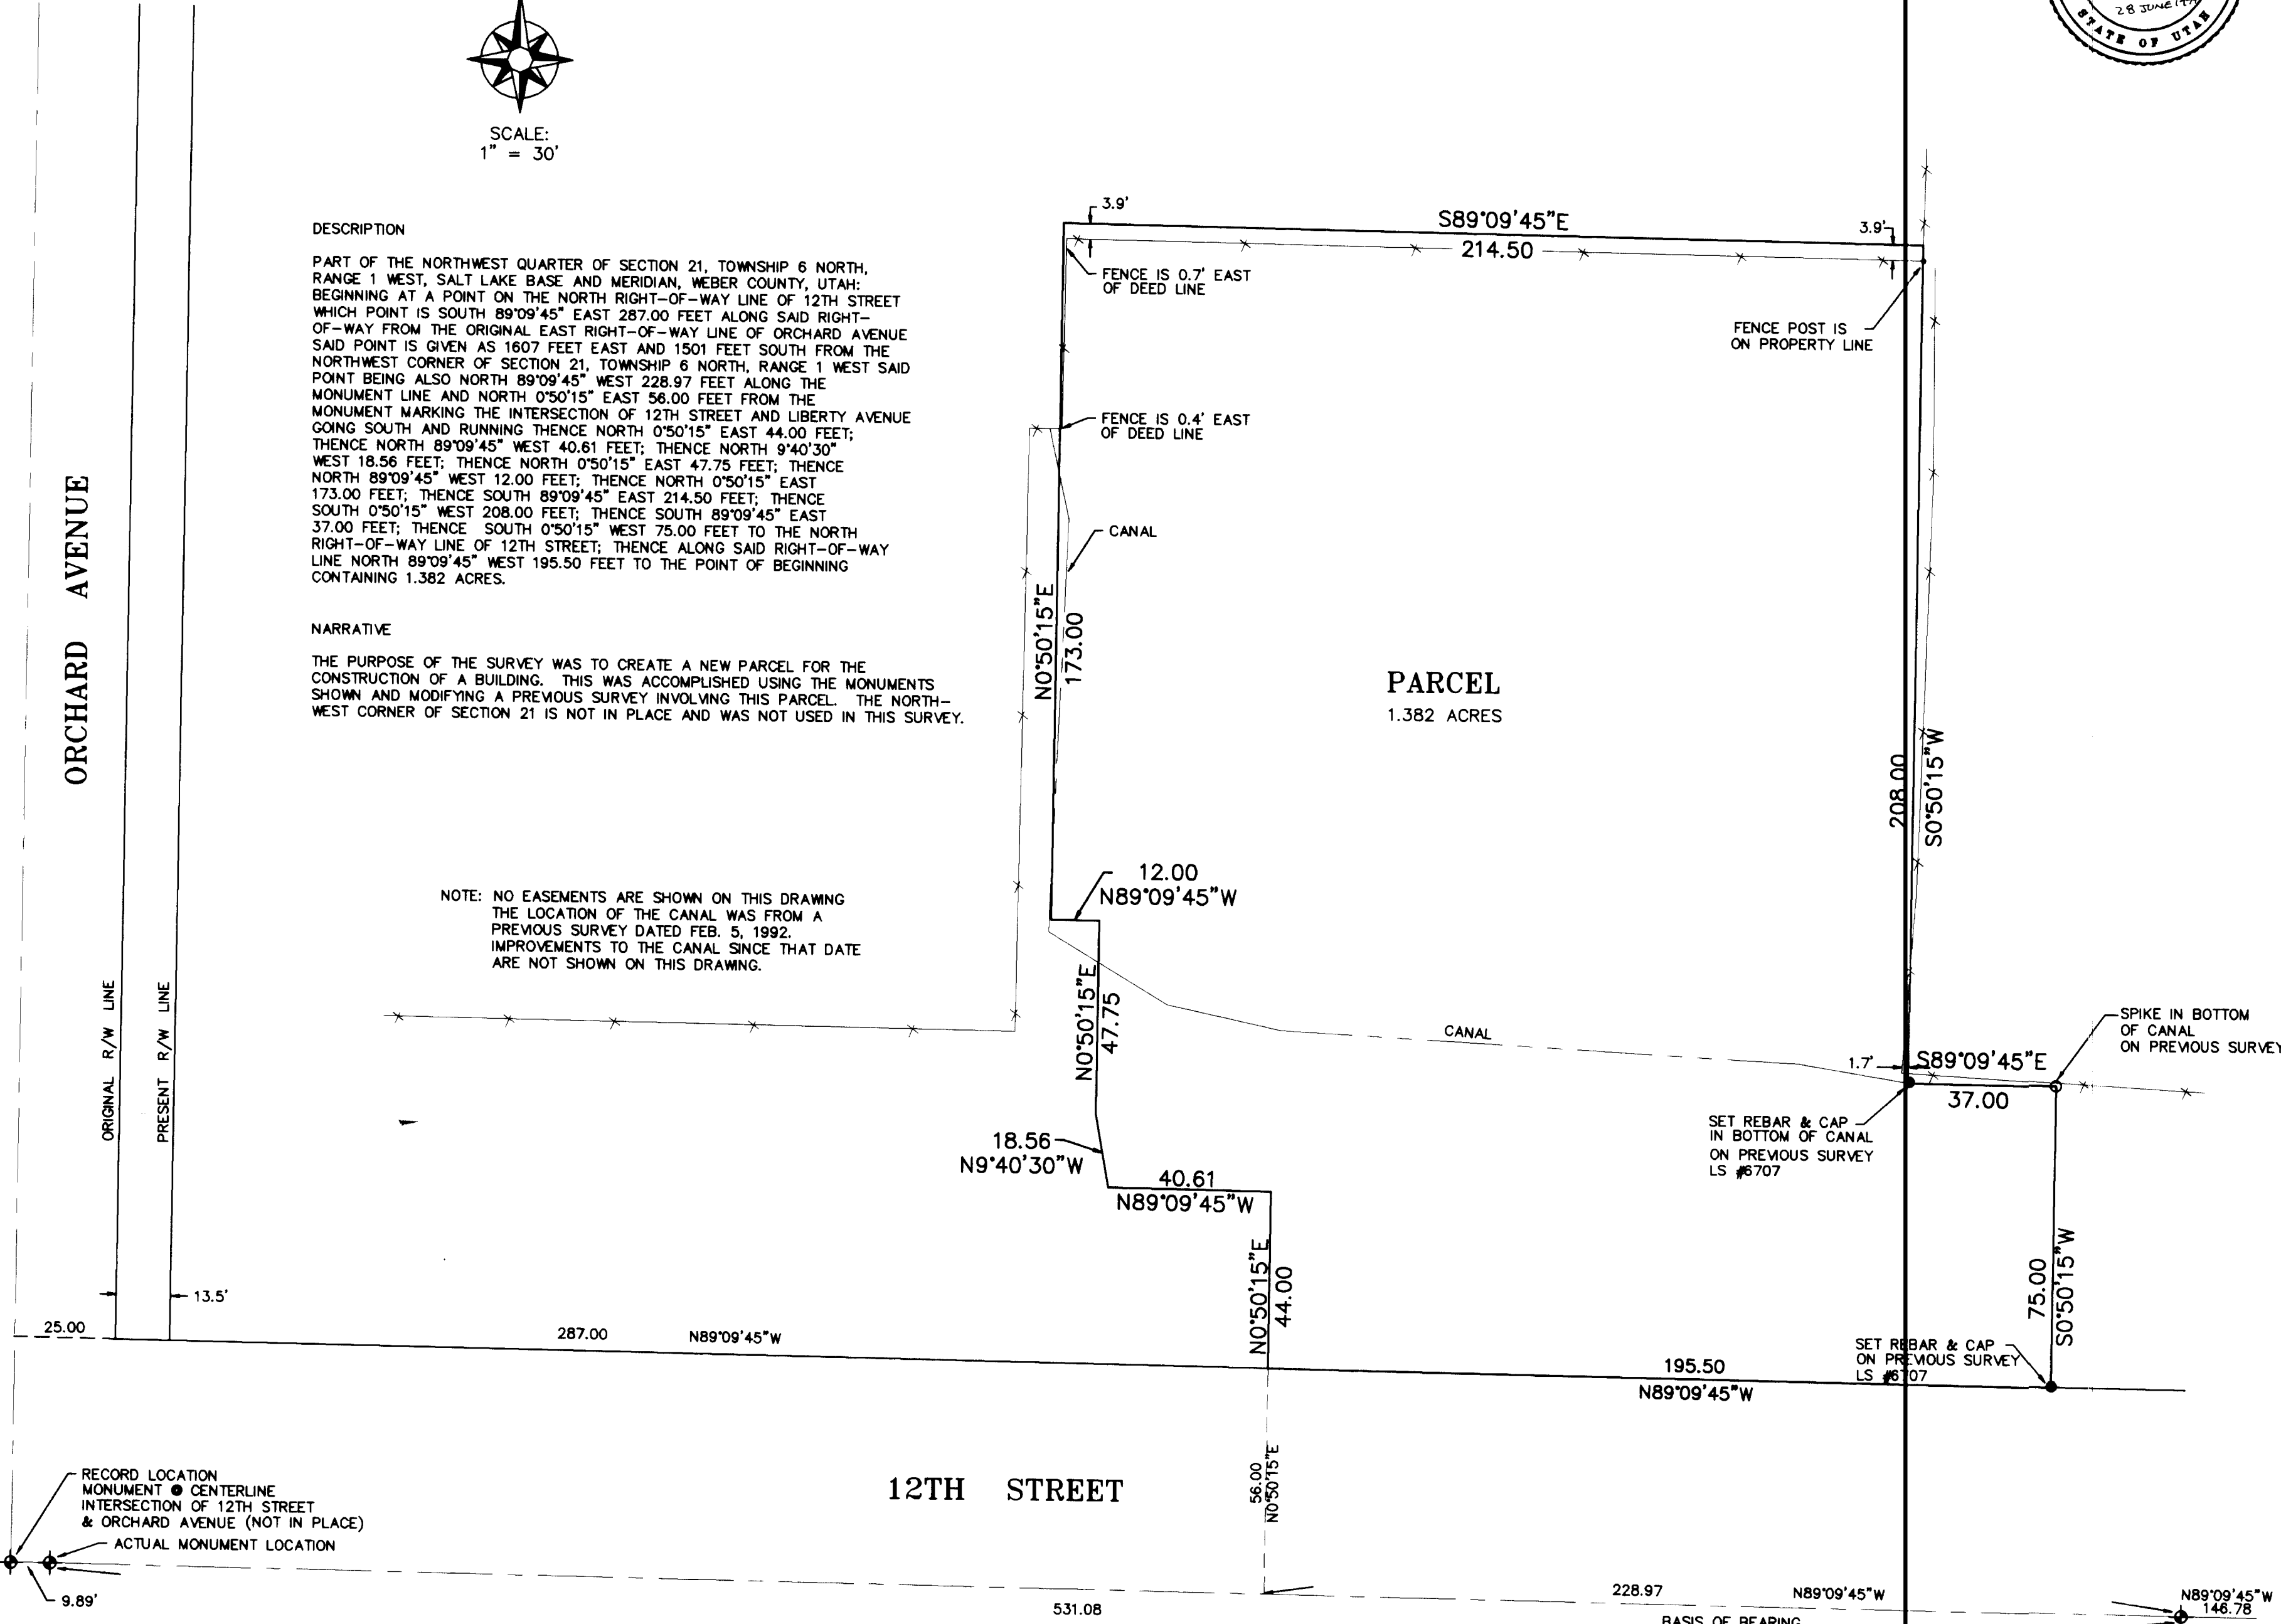 28 JUNE
STATE OF UTAH
SCALE:
1" = 30'
DESCRIPTION
PART OF THE NORTHWEST QUARTER OF SECTION 21, TOWNSHIP 6 NORTH,
RANGE 1 WEST, SALT LAKE BASE AND MERIDIAN, WEBER COUNTY, UTAH:
BEGINNING AT A POINT ON THE NORTH RIGHT-OF-WAY LINE OF 12TH STREET
WHICH POINT IS SOUTH 89°09'45" EAST 287.00 FEET ALONG SAID RIGHT-
OF-WAY FROM THE ORIGINAL EAST RIGHT-OF-WAY LINE OF ORCHARD AVENUE
SAID POINT IS GIVEN AS 1607 FEET EAST AND 1501 FEET SOUTH FROM THE
NORTHWEST CORNER OF SECTION 21, TOWNSHIP 6 NORTH, RANGE 1 WEST SAID
POINT BEING ALSO NORTH 89°09'45" WEST 228.97 FEET ALONG THE
MONUMENT LINE AND NORTH 0°50'15" EAST 56.00 FEET FROM THE
MONUMENT MARKING THE INTERSECTION OF 12TH STREET AND LIBERTY AVENUE
GOING SOUTH AND RUNNING THENCE NORTH 0°50'15" EAST 44.00 FEET;
THENCE NORTH 89°09'45" WEST 40.61 FEET; THENCE NORTH 9°40'30"
WEST 18.56 FEET; THENCE NORTH 0°50'15" EAST 47.75 FEET; THENCE
NORTH 89°09'45" WEST 12.00 FEET; THENCE NORTH 0°50'15" EAST
173.00 FEET; THENCE SOUTH 89°09'45" EAST 214.50 FEET; THENCE
SOUTH 0°50'15" WEST 208.00 FEET; THENCE SOUTH 89°09'45" EAST
37.00 FEET; THENCE SOUTH 0°50'15" WEST 75.00 FEET TO THE NORTH
RIGHT-OF-WAY LINE OF 12TH STREET; THENCE ALONG SAID RIGHT-OF-WAY
LINE NORTH 89°09'45" WEST 195.50 FEET TO THE POINT OF BEGINNING
CONTAINING 1.382 ACRES.
NARRATIVE
THE PURPOSE OF THE SURVEY WAS TO CREATE A NEW PARCEL FOR THE
CONSTRUCTION OF A BUILDING. THIS WAS ACCOMPLISHED USING THE MONUMENTS
SHOWN AND MODIFYING A PREVIOUS SURVEY INVOLVING THIS PARCEL. THE NORTH-
WEST CORNER OF SECTION 21 IS NOT IN PLACE AND WAS NOT USED IN THIS SURVEY.
NOTE: NO EASEMENTS ARE SHOWN ON THIS DRAWING
THE LOCATION OF THE CANAL WAS FROM A
PREVIOUS SURVEY DATED FEB. 5, 1992.
IMPROVEMENTS TO THE CANAL SINCE THAT DATE
ARE NOT SHOWN ON THIS DRAWING.
ORCHARD AVENUE
ORIGINAL R/W LINE
PRESENT R/W LINE
13.5'
25.00
287.00 N89°09'45"W
3.9'
S89°09'45"E
214.50
3.9'
FENCE IS 0.7' EAST
OF DEED LINE
FENCE POST IS
ON PROPERTY LINE
FENCE IS 0.4' EAST
OF DEED LINE
CANAL
N0°50'15"E
173.00
PARCEL
1.382 ACRES
208.00
S0°50'15"W
12.00
N89°09'45"W
N0°50'15"E
47.75
CANAL
1.7'
S89°09'45"E
37.00
SPIKE IN BOTTOM
OF CANAL
ON PREVIOUS SURVEY
SET REBAR & CAP
IN BOTTOM OF CANAL
ON PREVIOUS SURVEY
LS #6707
18.56
N9°40'30"W
40.61
N89°09'45"W
N0°50'15"E
44.00
75.00
S0°50'15"W
SET REBAR & CAP
ON PREVIOUS SURVEY
LS #6707
195.50
N89°09'45"W
12TH STREET
56.00
N0°50'15"E
RECORD LOCATION
MONUMENT @ CENTERLINE
INTERSECTION OF 12TH STREET
& ORCHARD AVENUE (NOT IN PLACE)
ACTUAL MONUMENT LOCATION
9.89'
531.08
228.97 N89°09'45"W
BASIS OF BEARING
N89°09'45"W
146.78